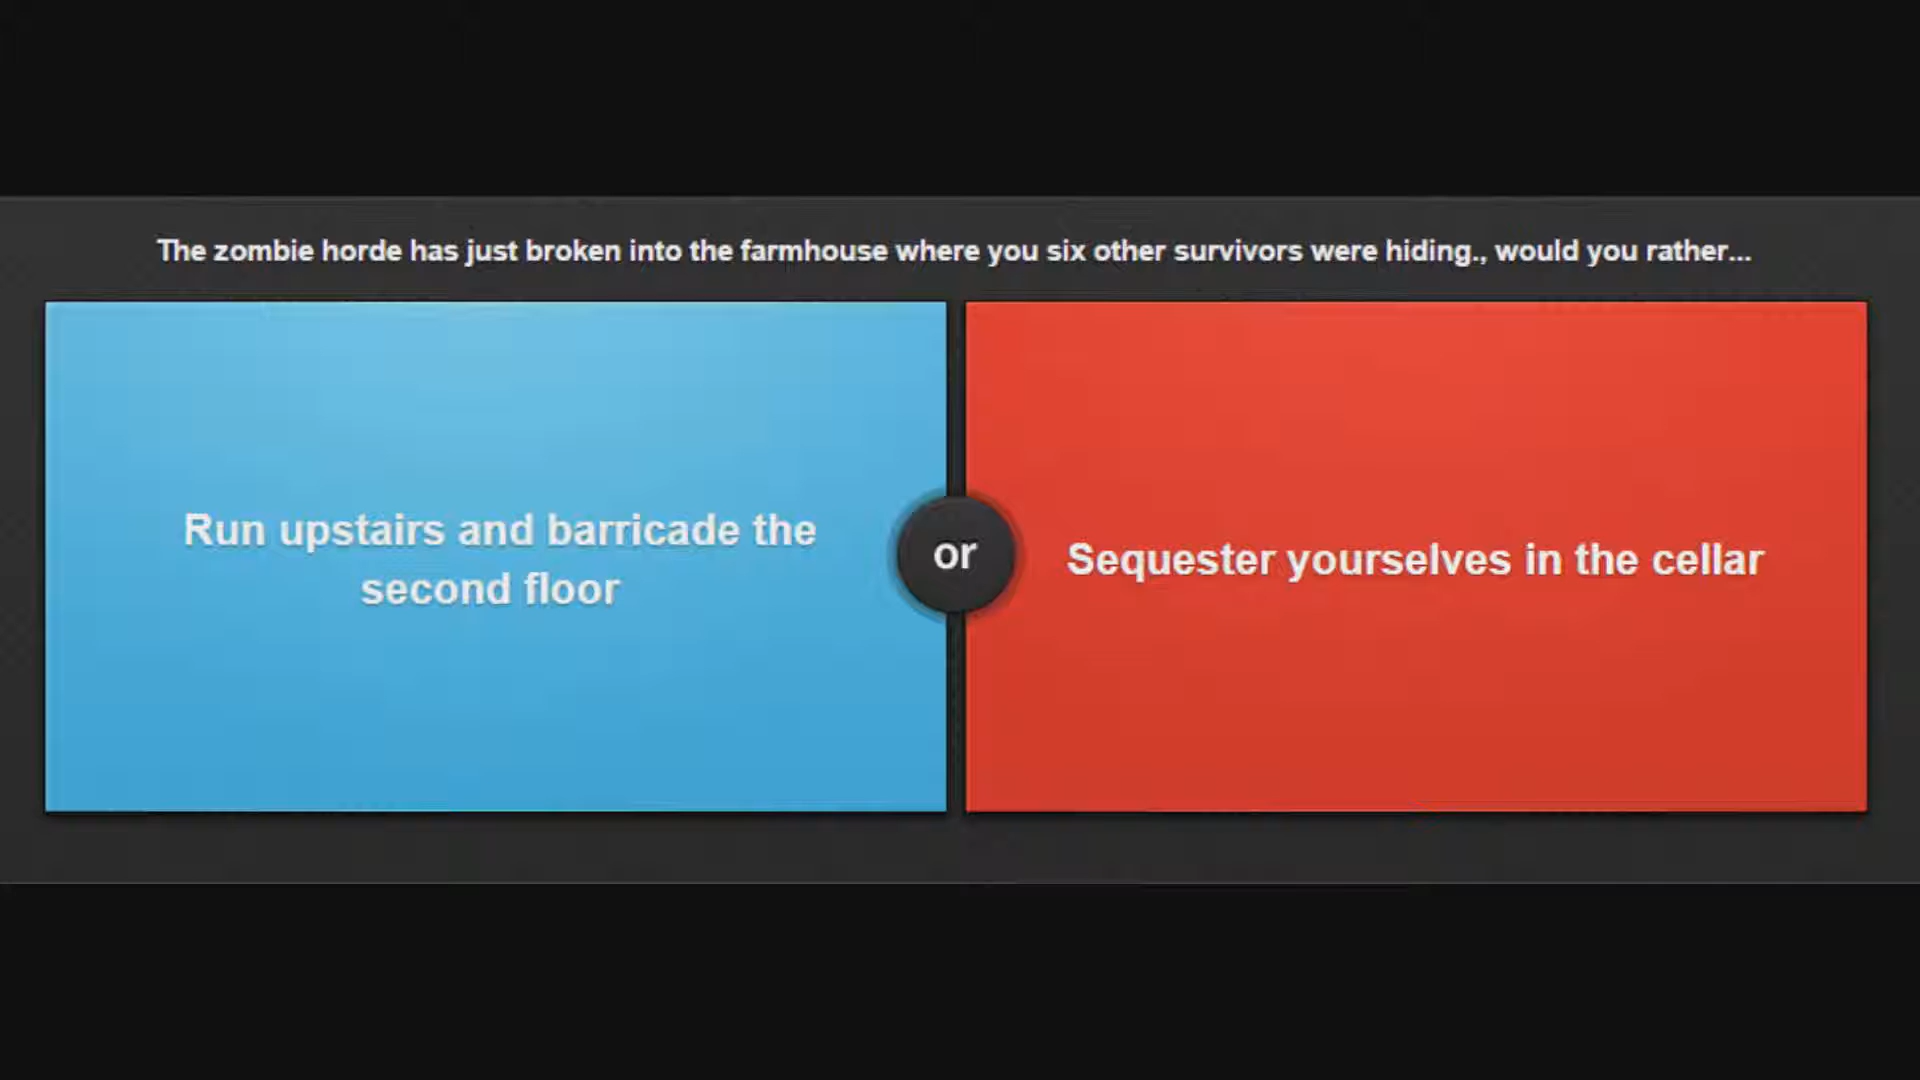 The zombie horde has just broken into the farmhouse where you six other survivors were hiding., would you rather...
Run upstairs and barricade the
second floor
or
Sequester yourselves in the cellar